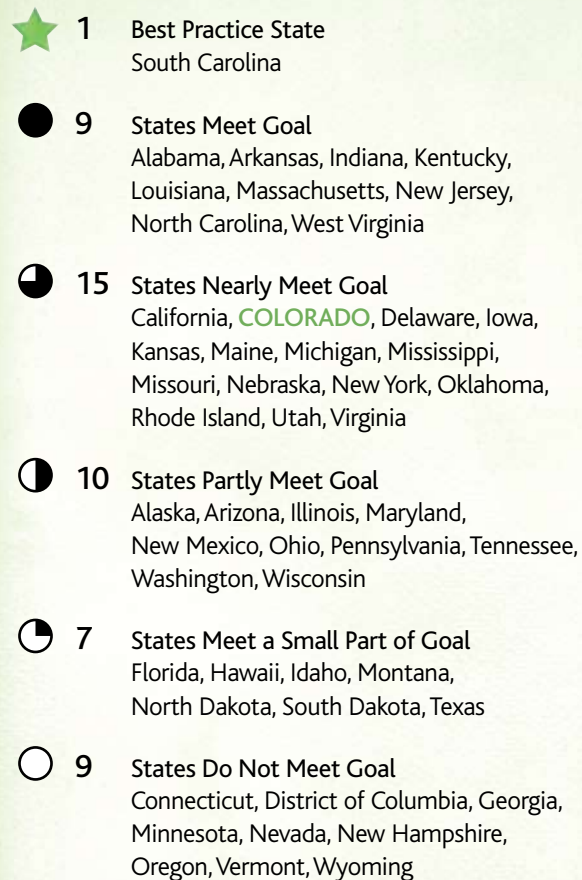 1 Best Practice State
South Carolina
9 States Meet Goal
Alabama, Arkansas, Indiana, Kentucky,
Louisiana, Massachusetts, New Jersey,
North Carolina, West Virginia
15 States Nearly Meet Goal
California, COLORADO, Delaware, Iowa,
Kansas, Maine, Michigan, Mississippi,
Missouri, Nebraska, New York, Oklahoma,
Rhode Island, Utah, Virginia
10 States Partly Meet Goal
Alaska, Arizona, Illinois, Maryland,
New Mexico, Ohio, Pennsylvania, Tennessee,
Washington, Wisconsin
7 States Meet a Small Part of Goal
Florida, Hawaii, Idaho, Montana,
North Dakota, South Dakota, Texas
9 States Do Not Meet Goal
Connecticut, District of Columbia, Georgia,
Minnesota, Nevada, New Hampshire,
Oregon, Vermont, Wyoming